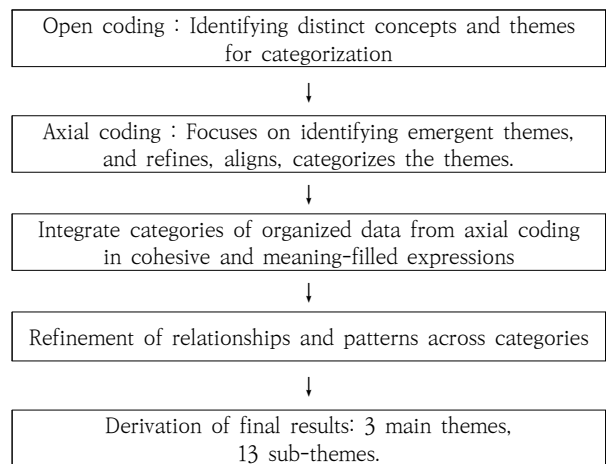 Open coding : Identifying distinct concepts and themes
for categorization
↓
Axial coding : Focuses on identifying emergent themes,
and refines, aligns, categorizes the themes.
↓
Integrate categories of organized data from axial coding
in cohesive and meaning-filled expressions
↓
Refinement of relationships and patterns across categories
↓
Derivation of final results: 3 main themes,
13 sub-themes.